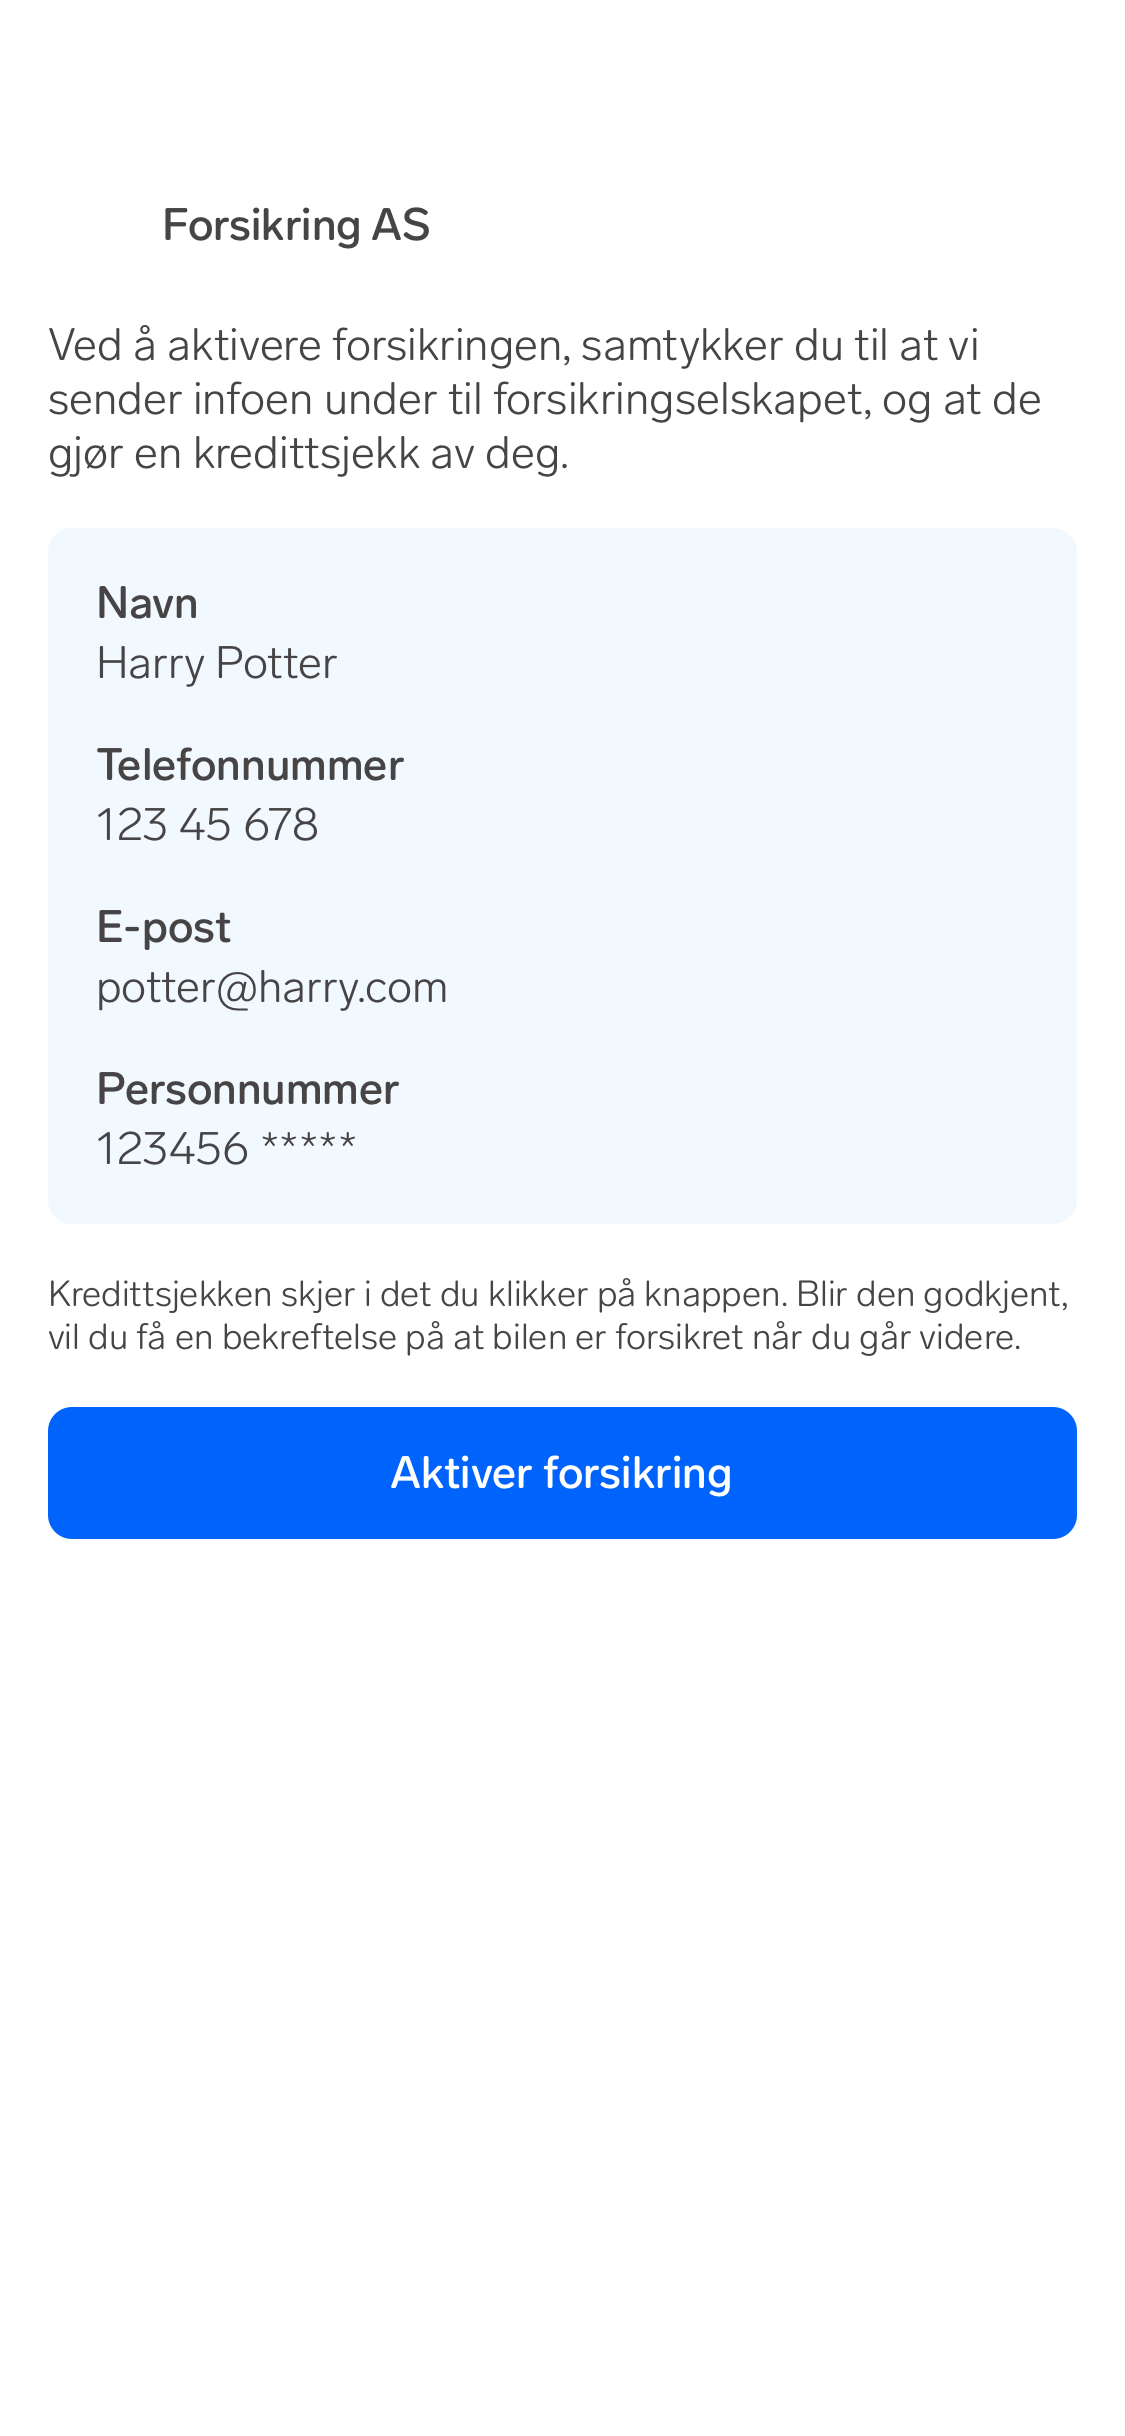 Forsikring AS
Ved å aktivere forsikringen, samtykker du til at vi
sender infoen under til forsikringselskapet, og at de
gjør en kredittsjekk av deg.
Navn
Harry Potter
Telefonnummer
123 45 678
E-post
potter@harry.com
Personnummer
123456 *****
Kredittsjekken skjer i det du klikker på knappen. Blir den godkjent,
vil du få en bekreftelse på at bilen er forsikret når du går videre.
Aktiver forsikring